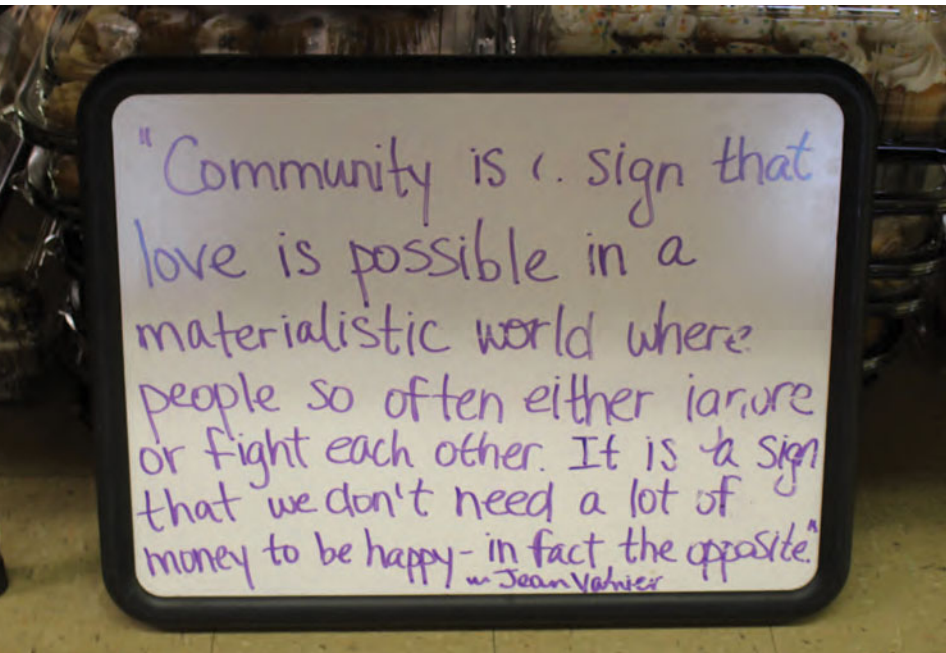 "Community is a sign that
love is possible in a
materialistic world where
people so often either ignore
or fight each other. It is a sign
that we don't need a lot of
money to be happy - in fact the opposite."
~ Jean Vanier